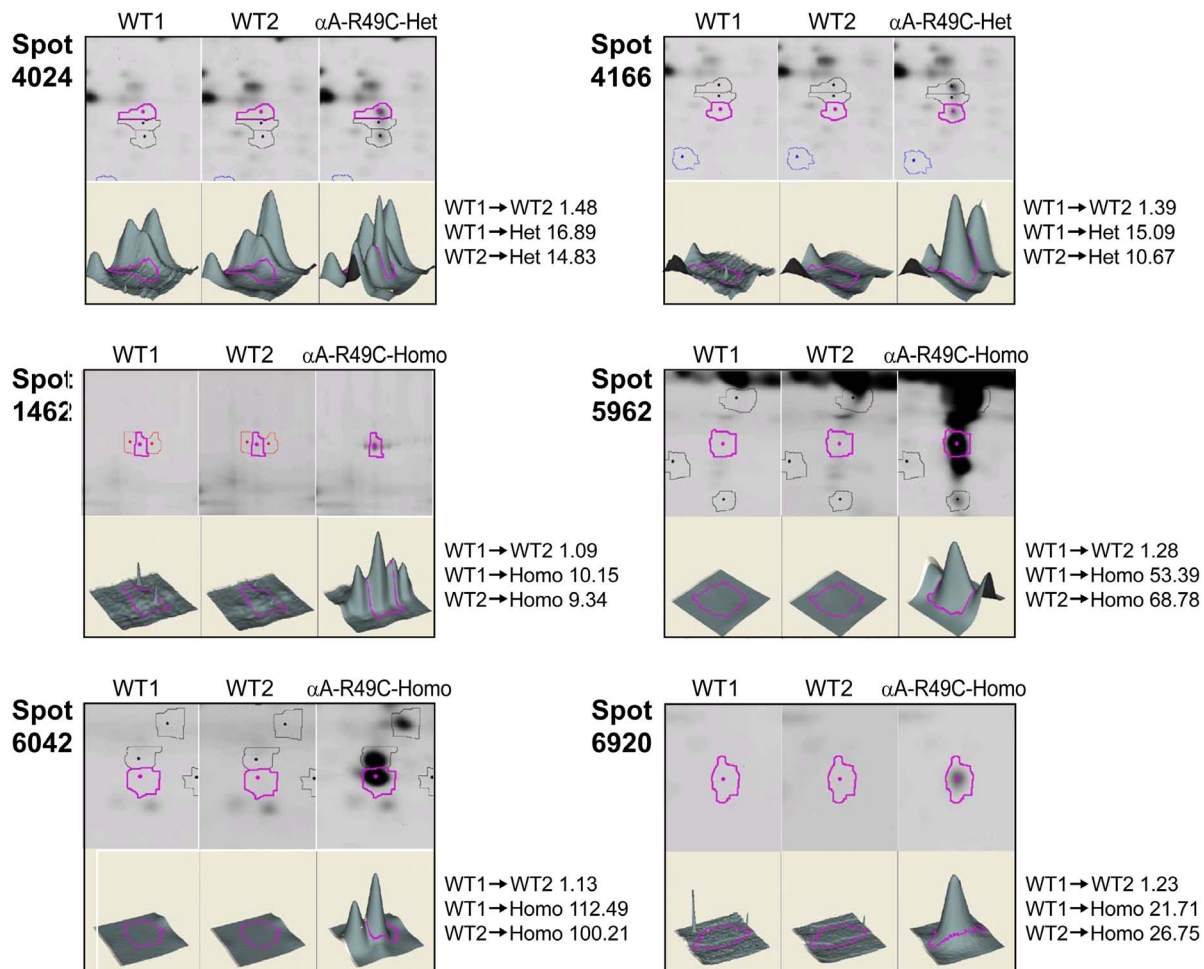 WT1 WT2 αA-R49C-Het
Spot
4024
WT1→WT2 1.48
WT1→Het 16.89
WT2→Het 14.83
WT1 WT2 αA-R49C-Het
Spot
4166
WT1→WT2 1.39
WT1→Het 15.09
WT2→Het 10.67
WT1 WT2 αA-R49C-Homo
Spot
1462
WT1→WT2 1.09
WT1→Homo 10.15
WT2→Homo 9.34
WT1 WT2 αA-R49C-Homo
Spot
5962
WT1→WT2 1.28
WT1→Homo 53.39
WT2→Homo 68.78
WT1 WT2 αA-R49C-Homo
Spot
6042
WT1→WT2 1.13
WT1→Homo 112.49
WT2→Homo 100.21
WT1 WT2 αA-R49C-Homo
Spot
6920
WT1→WT2 1.23
WT1→Homo 21.71
WT2→Homo 26.75